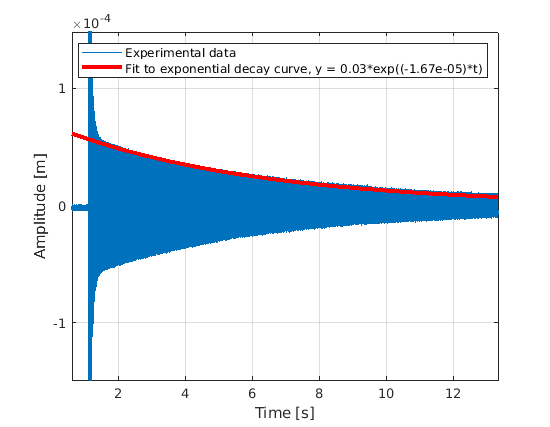 ×10⁻⁴
Experimental data
Fit to exponential decay curve, y = 0.03*exp((-1.67e-05)*t)
1
0
-1
Amplitude [m]
2 4 6 8 10 12
Time [s]